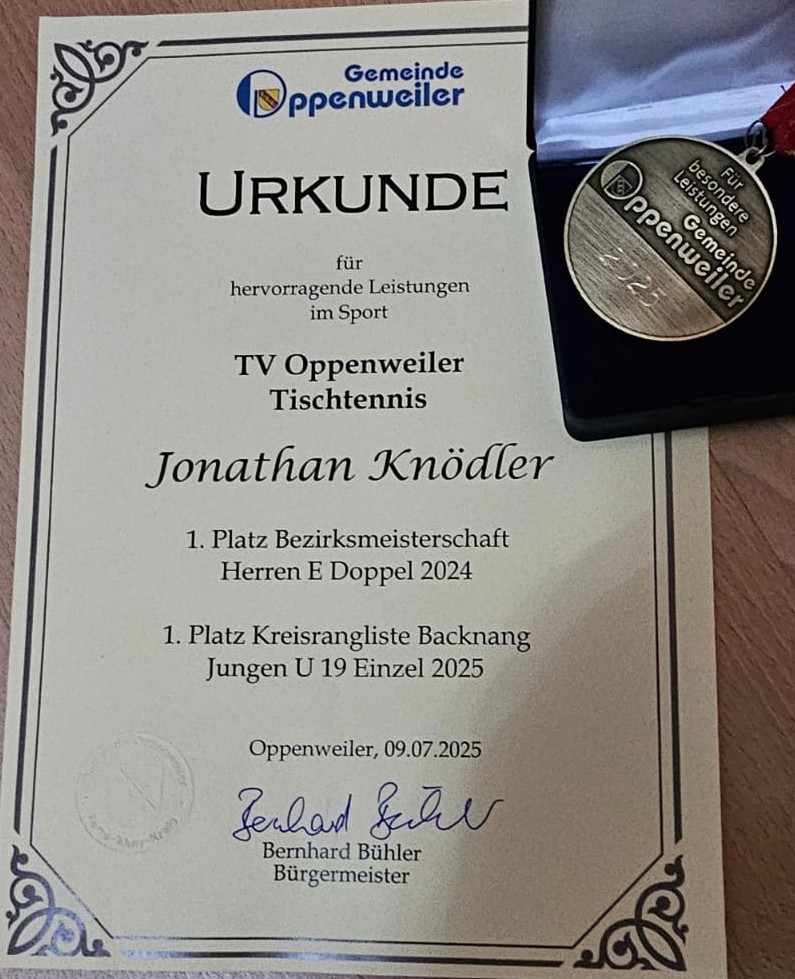 Gemeinde
Oppenweiler
URKUNDE
für
hervorragende Leistungen
im Sport
TV Oppenweiler
Tischtennis
Jonathan Knödler
1. Platz Bezirksmeisterschaft
Herren E Doppel 2024
1. Platz Kreisrangliste Backnang
Jungen U 19 Einzel 2025
Oppenweiler, 09.07.2025
Bernhard Bühler
Bernhard Bühler
Bürgermeister
Für
besondere
Leistungen
Gemeinde
Oppenweiler
2025